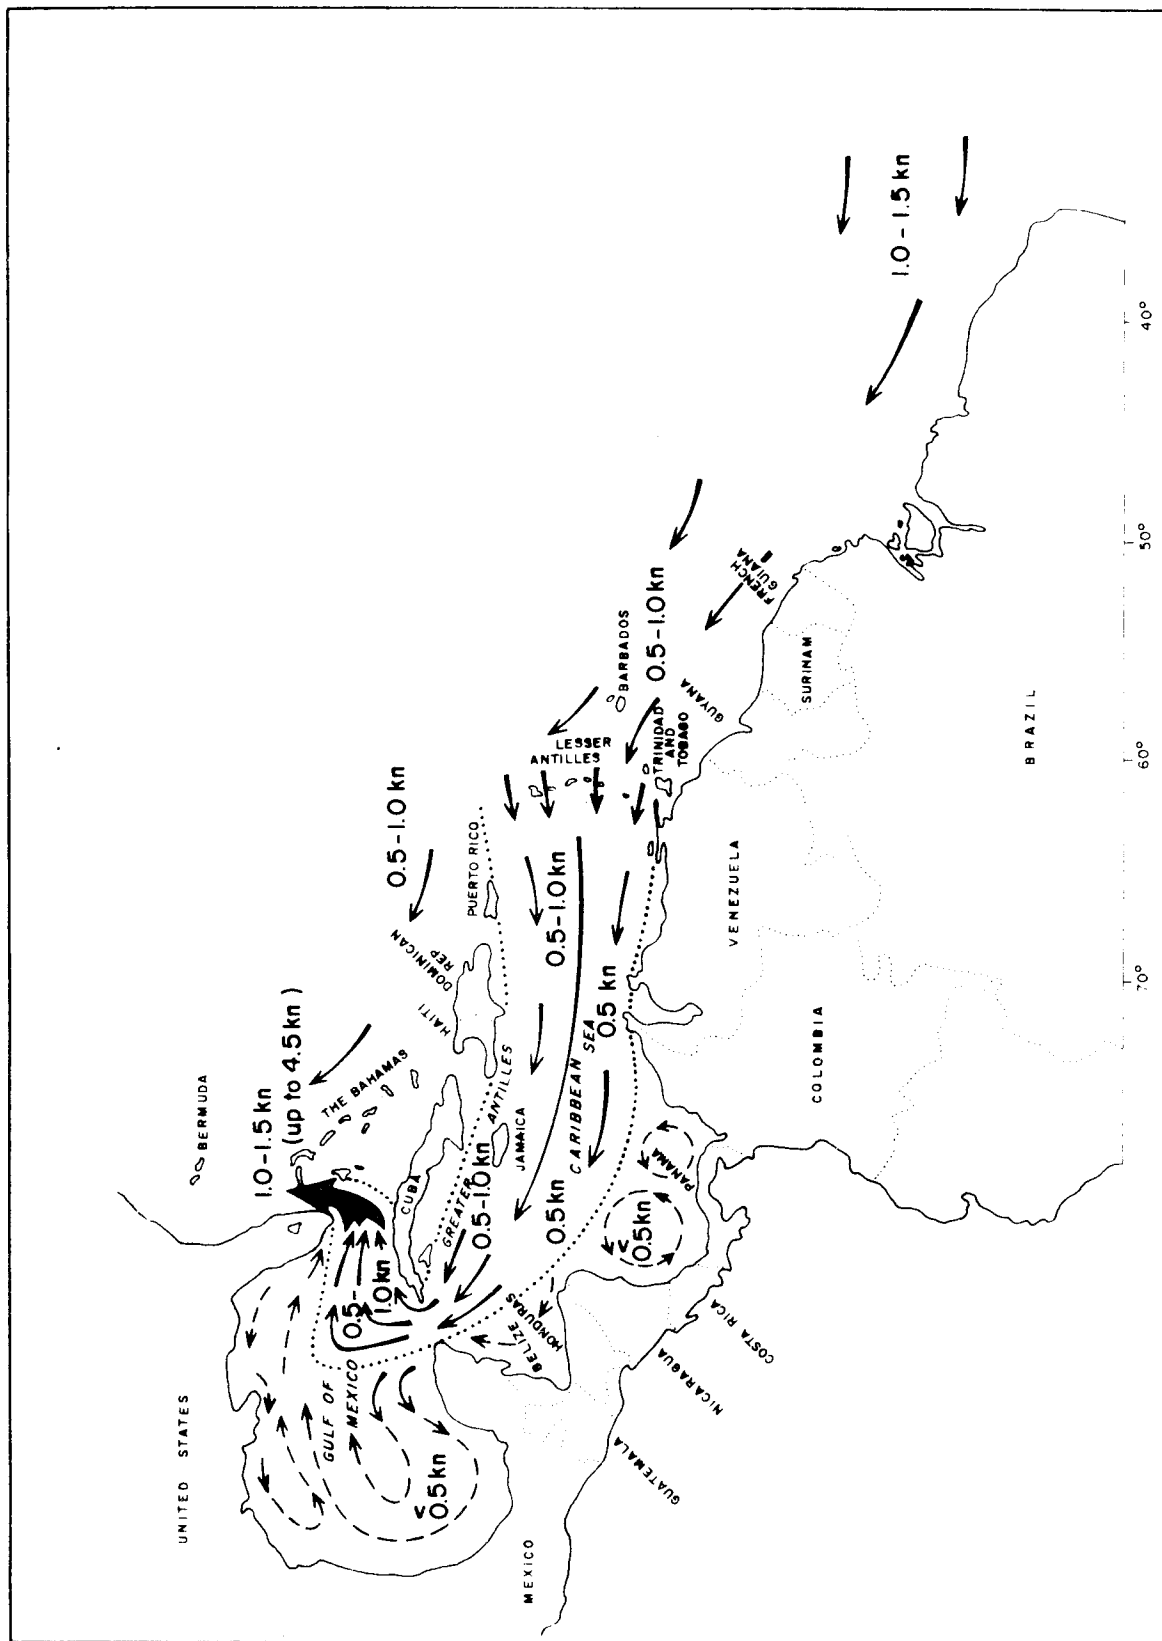 UNITED STATES
BERMUDA
1.0-1.5 kn
(up to 4.5 kn)
THE BAHAMAS
0.5-1.0 kn
GULF OF
MEXICO
0.5-
1.0 kn
CUBA
HAITI
DOMINICAN
REP
PUERTO RICO
<
0.5 kn
GREATER
ANTILLES
0.5-1.0 kn
JAMAICA
0.5-1.0 kn
LESSER
ANTILLES
BARBADOS
MEXICO
BELIZE
HONDURAS
0.5 kn
CARIBBEAN SEA
0.5 kn
0.5-1.0 kn
TRINIDAD
AND
TOBAGO
GUYANA
<
0.5 kn
PANAMA
GUATEMALA
NICARAGUA
COSTA RICA
VENEZUELA
COLOMBIA
SURINAM
FRENCH
GUIANA
BRAZIL
1.0-1.5 kn
70°
60°
50°
40°